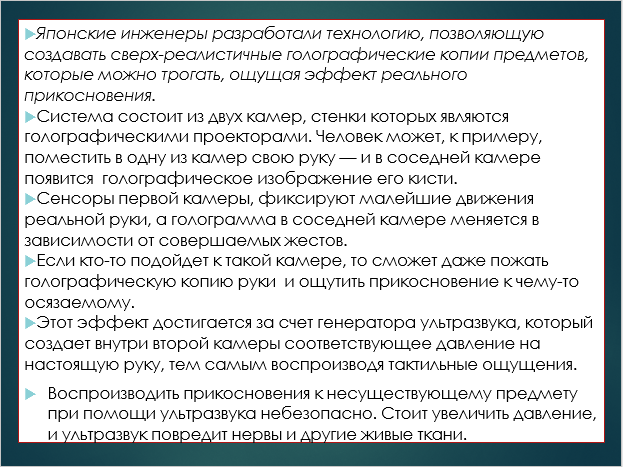 Японские инженеры разработали технологию, позволяющую
создавать сверх-реалистичные голографические копии предметов,
которые можно трогать, ощущая эффект реального
прикосновения.
Система состоит из двух камер, стенки которых являются
голографическими проекторами. Человек может, к примеру,
поместить в одну из камер свою руку — и в соседней камере
появится голографическое изображение его кисти.
Сенсоры первой камеры, фиксируют малейшие движения
реальной руки, а голограмма в соседней камере меняется в
зависимости от совершаемых жестов.
Если кто-то подойдет к такой камере, то сможет даже пожать
голографическую копию руки и ощутить прикосновение к чему-то
осязаемому.
Этот эффект достигается за счет генератора ультразвука, который
создает внутри второй камеры соответствующее давление на
настоящую руку, тем самым воспроизводя тактильные ощущения.
Воспроизводить прикосновения к несуществующему предмету
при помощи ультразвука небезопасно. Стоит увеличить давление,
и ультразвук повредит нервы и другие живые ткани.